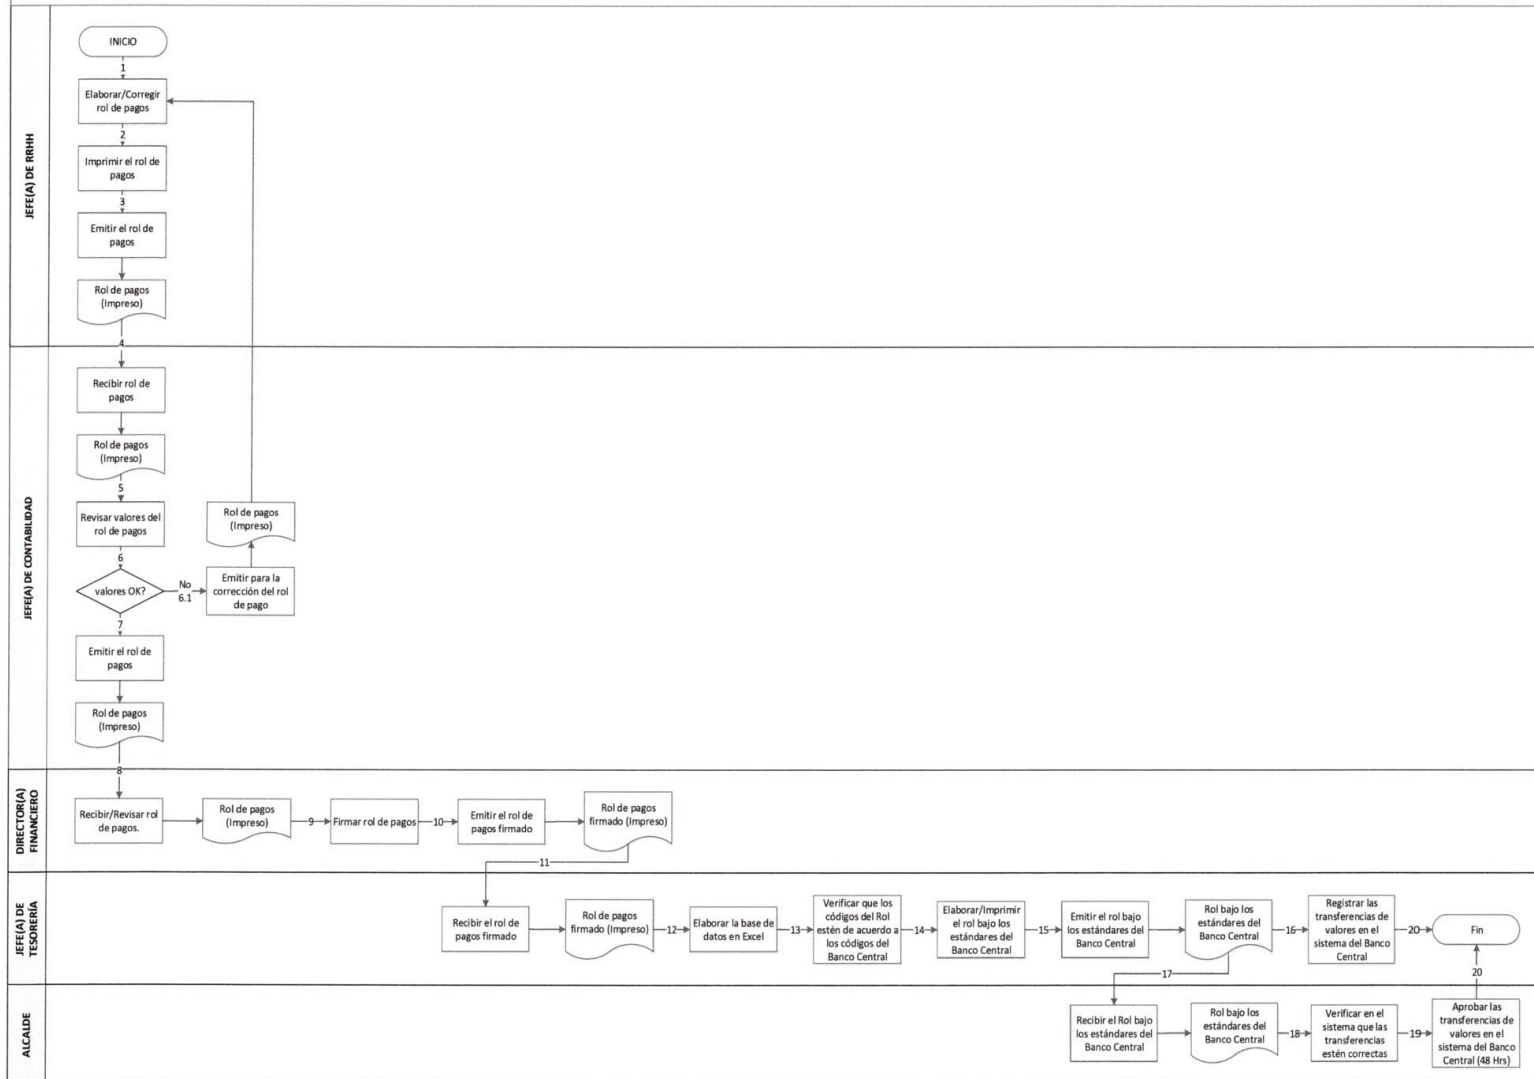 JEFE(A) DE RRHH
INICIO
1
Elaborar/Corregir
rol de pagos
2
Imprimir el rol de
pagos
3
Emitir el rol de
pagos
Rol de pagos
(Impreso)
4
JEFE(A) DE CONTABILIDAD
Recibir rol de
pagos
Rol de pagos
(Impreso)
5
Revisar valores del
rol de pagos
6
valores OK?
No
6.1
Emitir para la
corrección del rol
de pago
Rol de pagos
(Impreso)
7
Emitir el rol de
pagos
Rol de pagos
(Impreso)
8
DIRECTOR(A)
FINANCIERO
Recibir/Revisar rol
de pagos.
Rol de pagos
(Impreso)
9
Firmar rol de pagos
10
Emitir el rol de
pagos firmado
Rol de pagos
firmado (Impreso)
11
JEFE(A) DE
TESORERÍA
Recibir el rol de
pagos firmado
Rol de pagos
firmado (Impreso)
12
Elaborar la base de
datos en Excel
13
Verificar que los
códigos del Rol
estén de acuerdo a
los códigos del
Banco Central
14
Elaborar/Imprimir
el rol bajo los
estándares del
Banco Central
15
Emitir el rol bajo
los estándares del
Banco Central
Rol bajo los
estándares del
Banco Central
16
Registrar las
transferencias de
valores en el
sistema del Banco
Central
20
Fin
17
20
ALCALDE
Recibir el Rol bajo
los estándares del
Banco Central
Rol bajo los
estándares del
Banco Central
18
Verificar en el
sistema que las
transferencias
estén correctas
19
Aprobar las
transferencias de
valores en el
sistema del Banco
Central (48 Hrs)